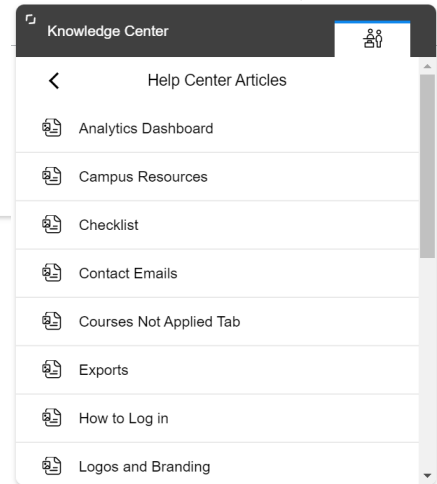 Knowledge Center
Help Center Articles
Analytics Dashboard
Campus Resources
Checklist
Contact Emails
Courses Not Applied Tab
Exports
How to Log in
Logos and Branding